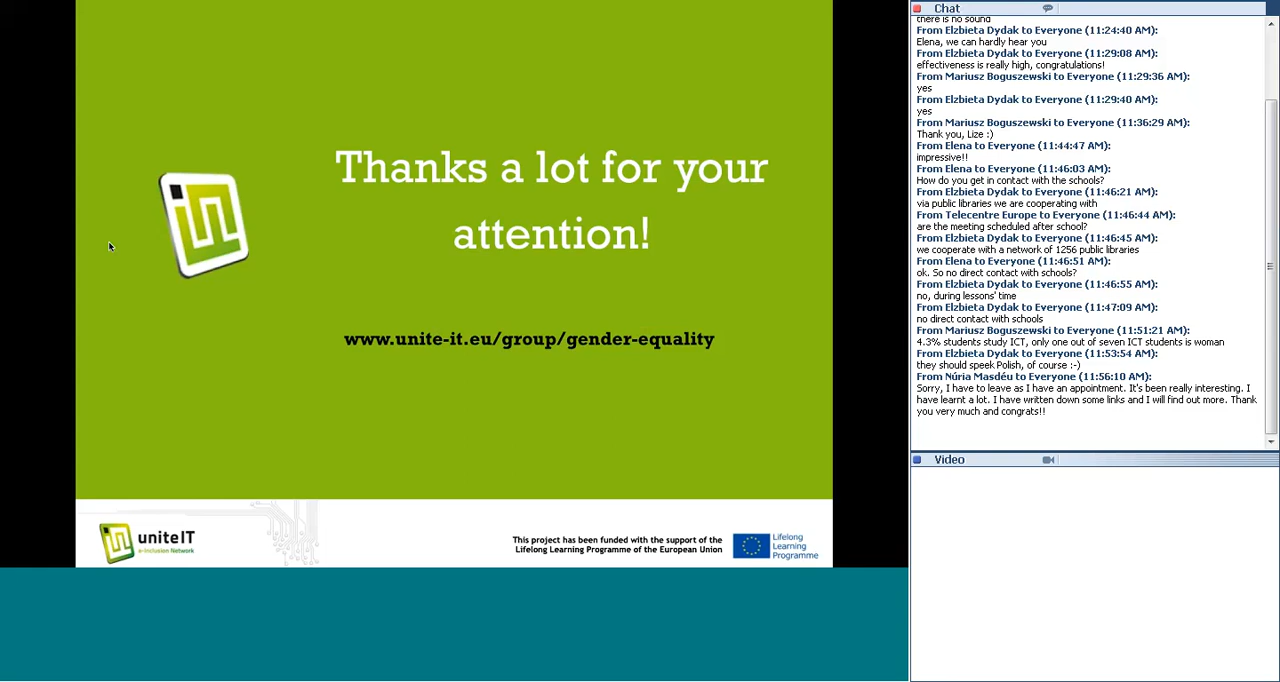 Thanks a lot for your
attention!
www.unite-it.eu/group/gender-equality
uniteIT
e-Inclusion Network
This project has been funded with the support of the
Lifelong Learning Programme of the European Union
Lifelong
Learning
Programme
Chat
there is no sound
From Elzbieta Dydak to Everyone (11:24:40 AM):
Elena, we can hardly hear you
From Elzbieta Dydak to Everyone (11:29:08 AM):
effectiveness is really high, congratulations!
From Mariusz Boguszewski to Everyone (11:29:36 AM):
yes
From Elzbieta Dydak to Everyone (11:29:40 AM):
yes
From Mariusz Boguszewski to Everyone (11:36:29 AM):
Thank you, Lize :)
From Elena to Everyone (11:44:47 AM):
impressive!!
From Elena to Everyone (11:46:03 AM):
How do you get in contact with the schools?
From Elzbieta Dydak to Everyone (11:46:21 AM):
via public libraries we are cooperating with
From Telecentre Europe to Everyone (11:46:44 AM):
are the meeting scheduled after school?
From Elzbieta Dydak to Everyone (11:46:45 AM):
we cooperate with a network of 1256 public libraries
From Elena to Everyone (11:46:51 AM):
ok. So no direct contact with schools?
From Elzbieta Dydak to Everyone (11:46:55 AM):
no, during lessons' time
From Elzbieta Dydak to Everyone (11:47:09 AM):
no direct contact with schools
From Mariusz Boguszewski to Everyone (11:51:21 AM):
4.3% students study ICT, only one out of seven ICT students is woman
From Elzbieta Dydak to Everyone (11:53:54 AM):
they should speek Polish, of course :-)
From Núria Masdéu to Everyone (11:56:10 AM):
Sorry, I have to leave as I have an appointment. It's been really interesting. I
have learnt a lot. I have written down some links and I will find out more. Thank
you very much and congrats!!
Video